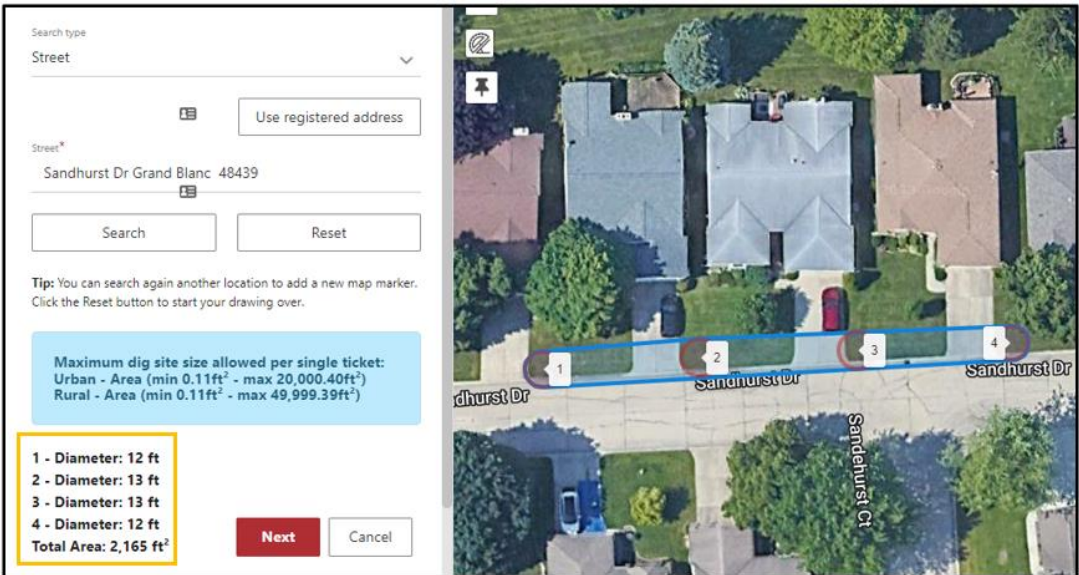 Search type
Street
Use registered address
Street*
Sandhurst Dr Grand Blanc 48439
Search
Reset
Tip: You can search again another location to add a new map marker.
Click the Reset button to start your drawing over.
Maximum dig site size allowed per single ticket:
Urban - Area (min 0.11ft² - max 20,000.40ft²)
Rural - Area (min 0.11ft² - max 49,999.39ft²)
1 - Diameter: 12 ft
2 - Diameter: 13 ft
3 - Diameter: 13 ft
4 - Diameter: 12 ft
Total Area: 2,165 ft²
Next
Cancel
1
2
3
4
dhurst Dr
Sandhurst Dr
Sandhurst Dr
Sandehurst Ct